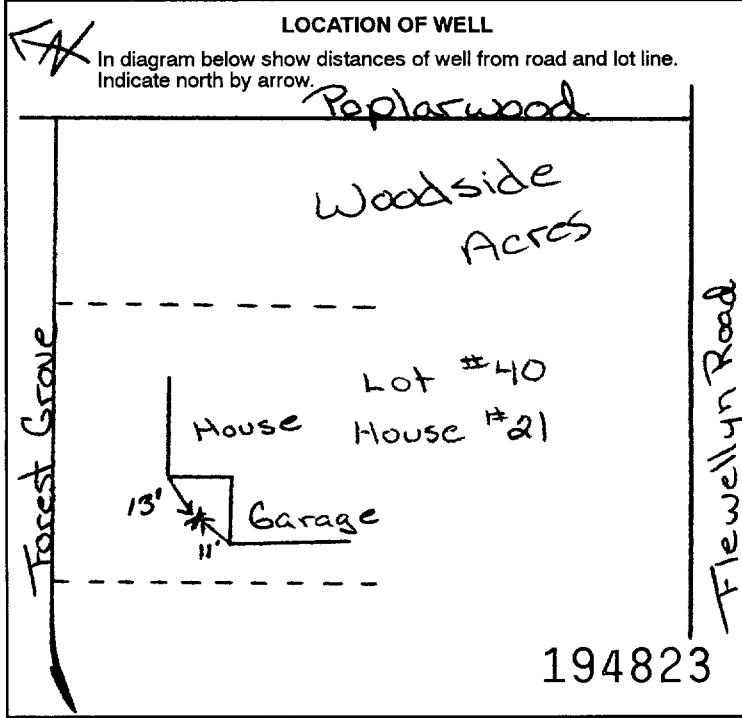 LOCATION OF WELL
N
In diagram below show distances of well from road and lot line.
Indicate north by arrow.
Poplarwood
Woodside
Acres
Forest Grove
Flewellyn Road
Lot #40
House
House #21
13'
Garage
11'
194823